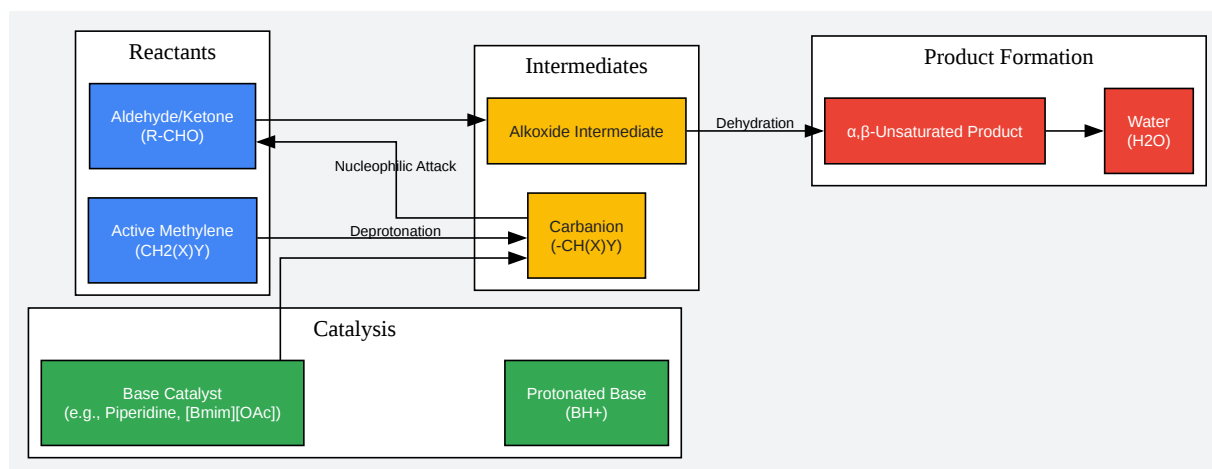 Reactants
Aldehyde/Ketone
(R-CHO)
Active Methylene
(CH2(X)Y)
Nucleophilic Attack
Deprotonation
Intermediates
Alkoxide Intermediate
Carbanion
(-CH(X)Y)
Dehydration
Product Formation
α,β-Unsaturated Product
Water
(H2O)
Catalysis
Base Catalyst
(e.g., Piperidine, [Bmim][OAc])
Protonated Base
(BH+)